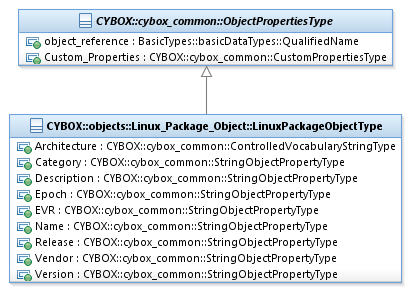 CYBOX::cybox_common::ObjectPropertiesType
object_reference : BasicTypes::basicDataTypes::QualifiedName
Custom_Properties : CYBOX::cybox_common::CustomPropertiesType
CYBOX::objects::Linux_Package_Object::LinuxPackageObjectType
Architecture : CYBOX::cybox_common::ControlledVocabularyStringType
Category : CYBOX::cybox_common::StringObjectPropertyType
Description : CYBOX::cybox_common::StringObjectPropertyType
Epoch : CYBOX::cybox_common::StringObjectPropertyType
EVR : CYBOX::cybox_common::StringObjectPropertyType
Name : CYBOX::cybox_common::StringObjectPropertyType
Release : CYBOX::cybox_common::StringObjectPropertyType
Vendor : CYBOX::cybox_common::StringObjectPropertyType
Version : CYBOX::cybox_common::StringObjectPropertyType